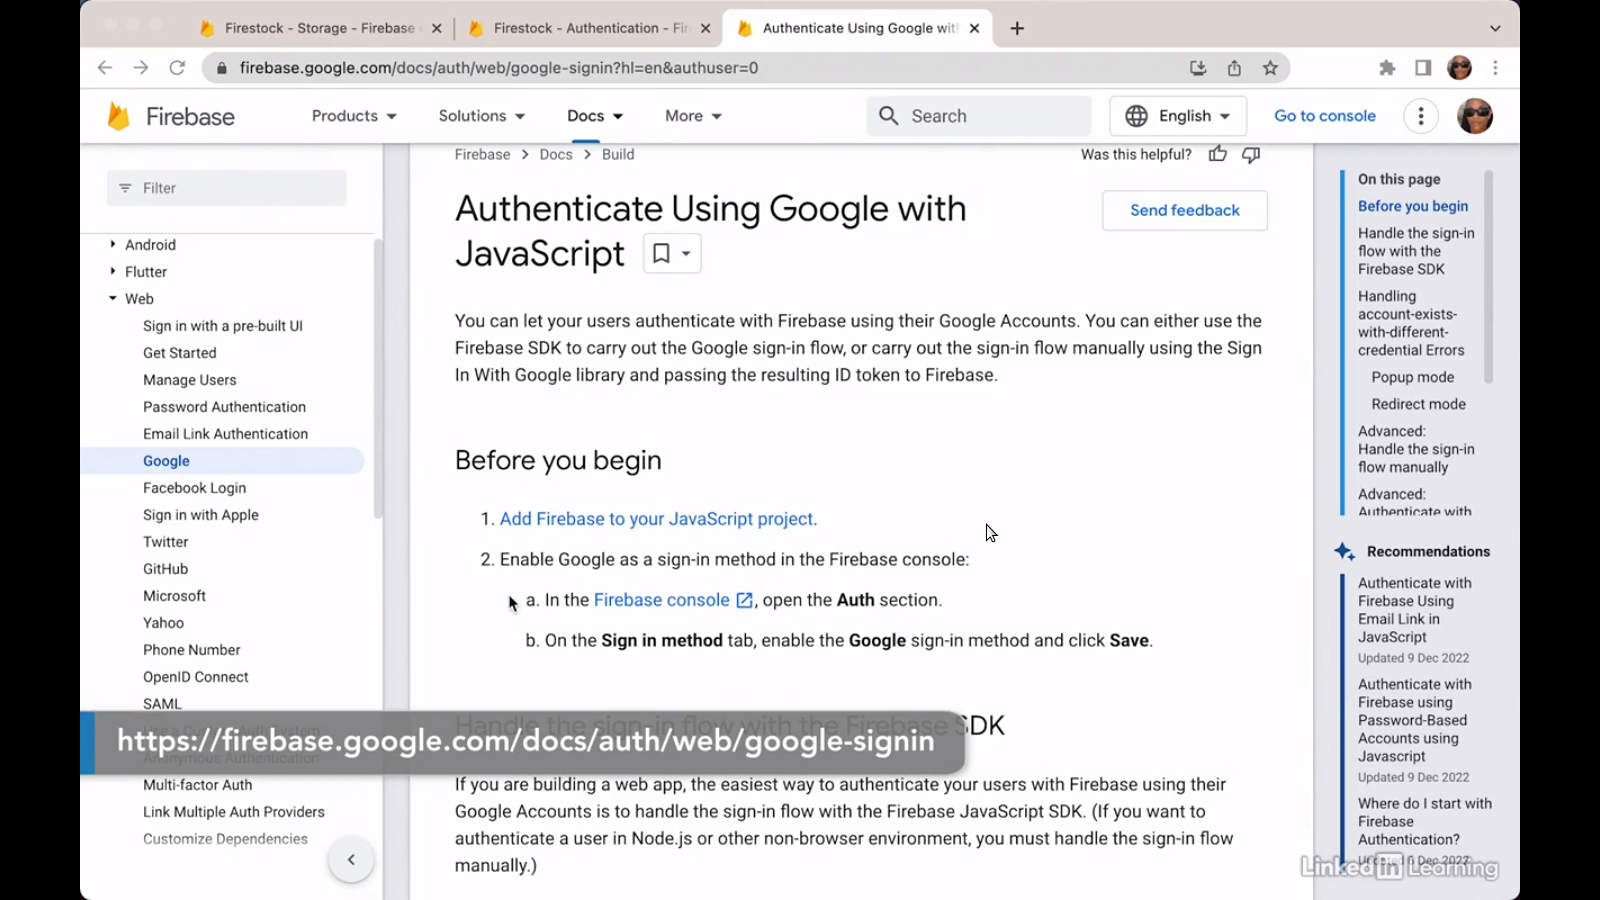 Firestock - Storage - Firebase
Firestock - Authentication - Fir
Authenticate Using Google with
firebase.google.com/docs/auth/web/google-signin?hl=en&authuser=0
Firebase
Products
Solutions
Docs
More
Search
English
Go to console
Filter
Android
Flutter
Web
Sign in with a pre-built UI
Get Started
Manage Users
Password Authentication
Email Link Authentication
Google
Facebook Login
Sign in with Apple
Twitter
GitHub
Microsoft
Yahoo
Phone Number
OpenID Connect
SAML
Anonymous Authentication
Multi-factor Auth
Link Multiple Auth Providers
Customize Dependencies
Firebase > Docs > Build
Was this helpful?
Authenticate Using Google with
JavaScript
Send feedback
You can let your users authenticate with Firebase using their Google Accounts. You can either use the
Firebase SDK to carry out the Google sign-in flow, or carry out the sign-in flow manually using the Sign
In With Google library and passing the resulting ID token to Firebase.
Before you begin
1. Add Firebase to your JavaScript project.
2. Enable Google as a sign-in method in the Firebase console:
a. In the Firebase console, open the Auth section.
b. On the Sign in method tab, enable the Google sign-in method and click Save.
Handle the sign-in flow with the Firebase SDK
https://firebase.google.com/docs/auth/web/google-signin
If you are building a web app, the easiest way to authenticate your users with Firebase using their
Google Accounts is to handle the sign-in flow with the Firebase JavaScript SDK. (If you want to
authenticate a user in Node.js or other non-browser environment, you must handle the sign-in flow
manually.)
On this page
Before you begin
Handle the sign-in
flow with the
Firebase SDK
Handling
account-exists-
with-different-
credential Errors
Popup mode
Redirect mode
Advanced:
Handle the sign-in
flow manually
Advanced:
Authenticate with
Recommendations
Authenticate with
Firebase Using
Email Link in
JavaScript
Updated 9 Dec 2022
Authenticate with
Firebase using
Password-Based
Accounts using
Javascript
Updated 9 Dec 2022
Where do I start with
Firebase
Authentication?
Updated 6 Dec 2022
LinkedIn Learning